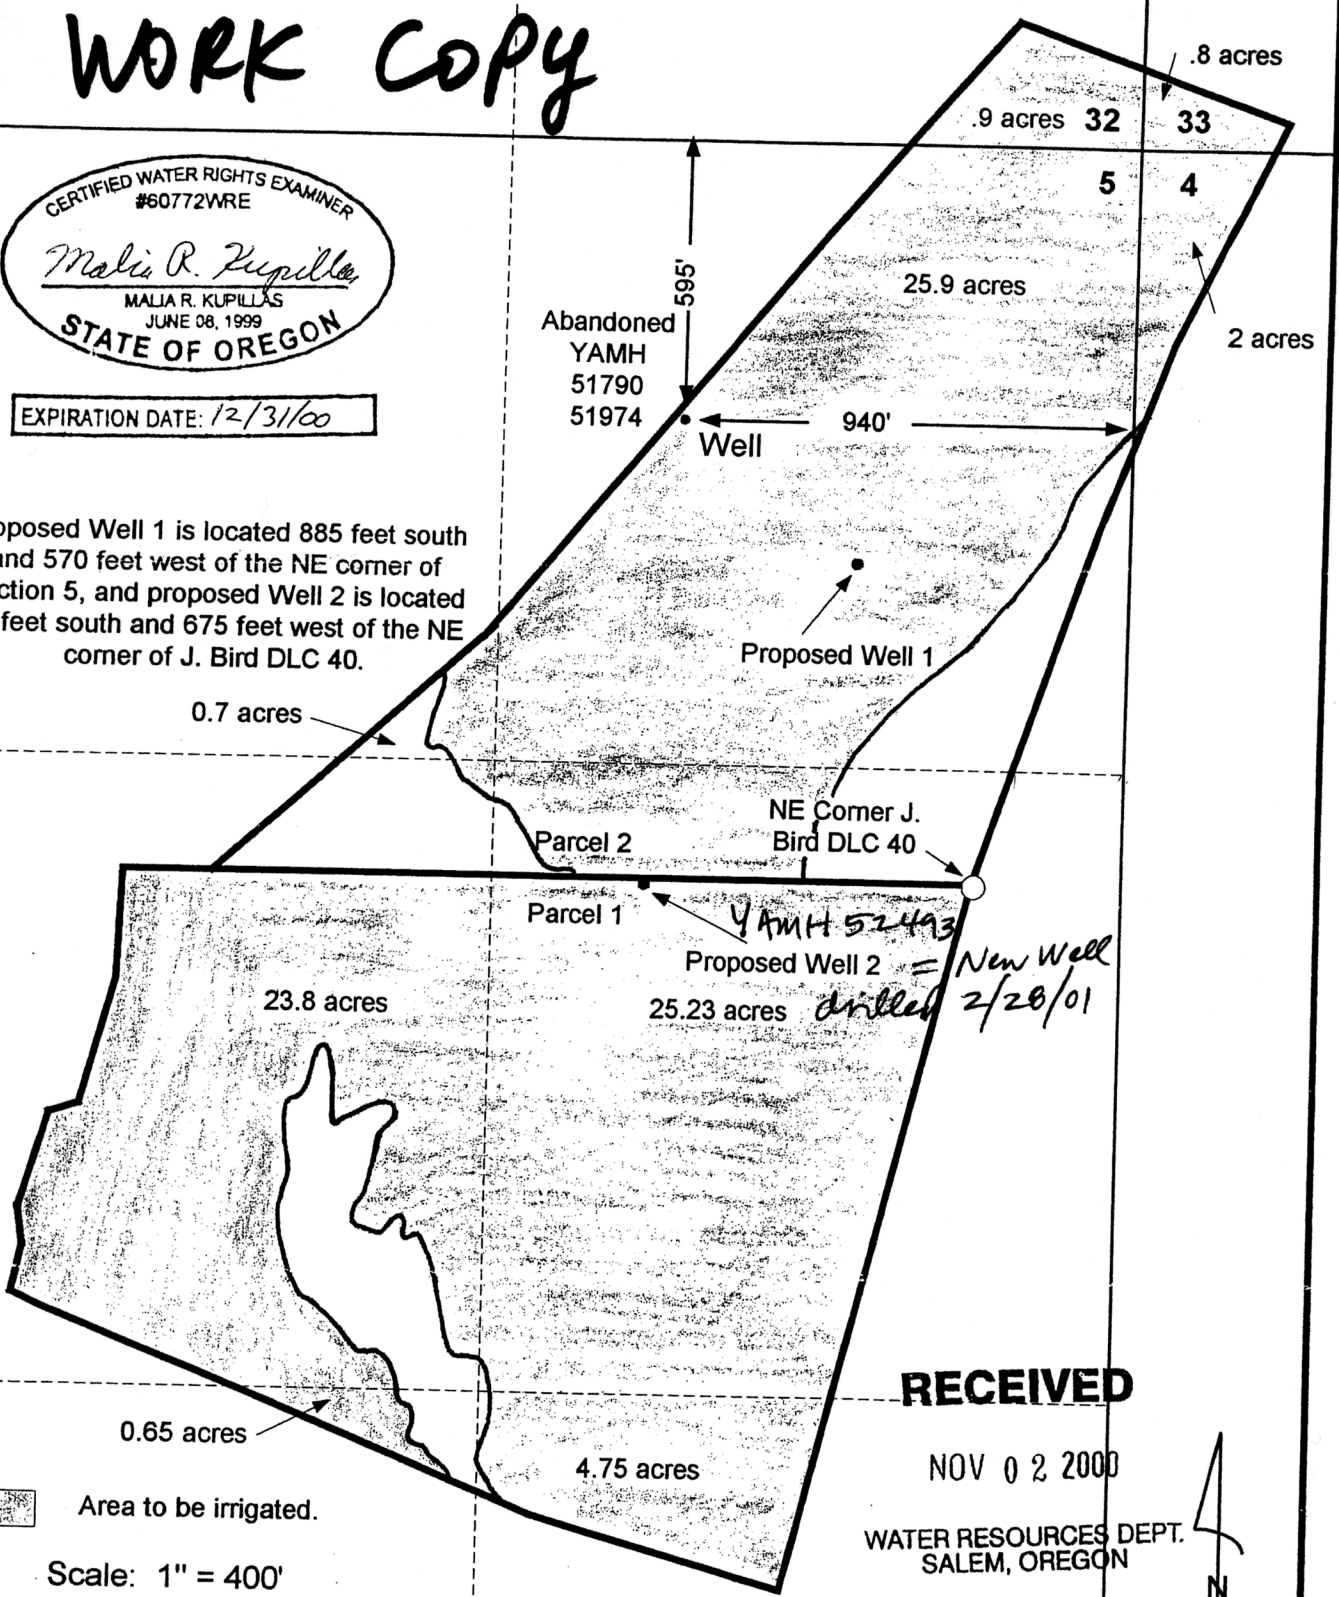 WORK COPY
.8 acres
.9 acres 32 33
5 4
CERTIFIED WATER RIGHTS EXAMINER
#60772WRE
Malia R. Kupillas
MALIA R. KUPILLAS
JUNE 08, 1999
STATE OF OREGON
EXPIRATION DATE: 12/31/00
595'
25.9 acres
2 acres
Abandoned
YAMH
51790
51974
940'
Well
oposed Well 1 is located 885 feet south
and 570 feet west of the NE corner of
ction 5, and proposed Well 2 is located
feet south and 675 feet west of the NE
corner of J. Bird DLC 40.
Proposed Well 1
0.7 acres
NE Corner J.
Bird DLC 40
Parcel 2
Parcel 1
YAMH 52493
Proposed Well 2 = New Well
drilled 2/28/01
23.8 acres
25.23 acres
0.65 acres
4.75 acres
RECEIVED
NOV 02 2000
WATER RESOURCES DEPT.
SALEM, OREGON
Area to be irrigated.
Scale: 1" = 400'
N